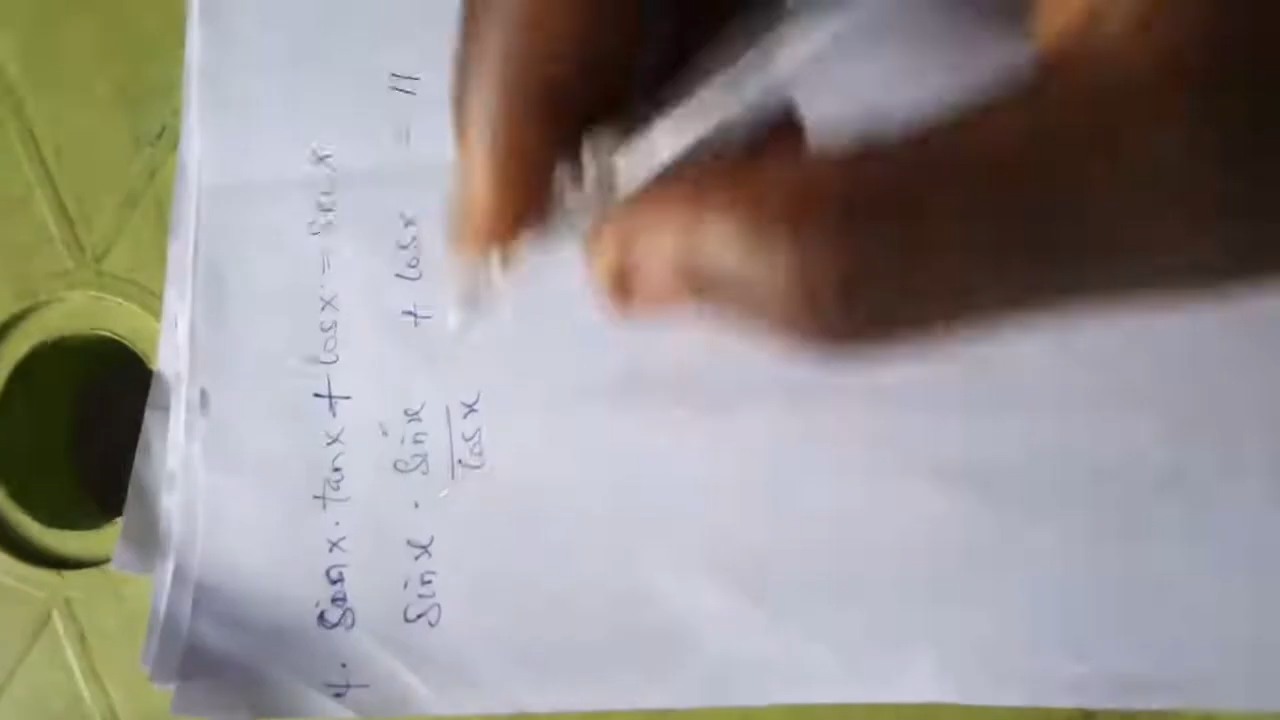 4. Sinx. tanx + Cosx = Secx
Sinx . Sinx/Cosx + Cosx = 11